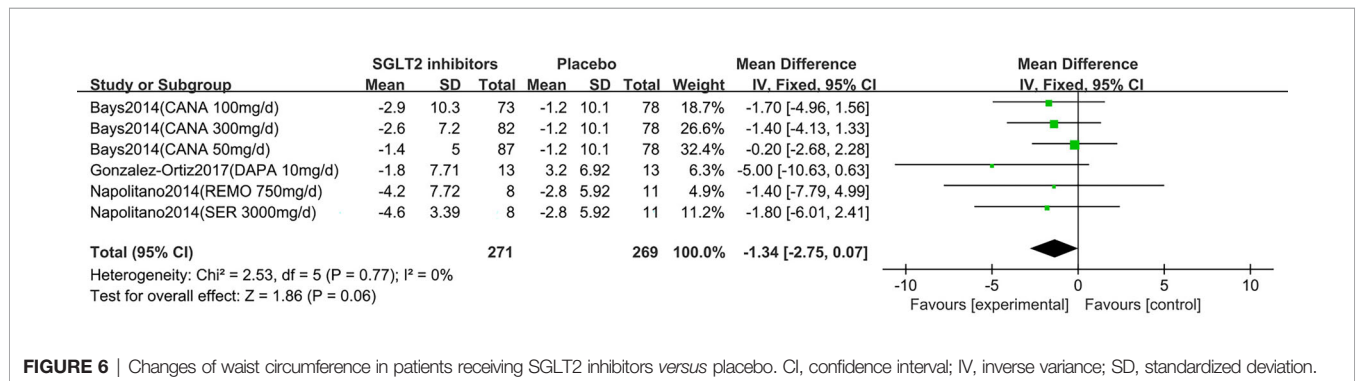 SGLT2 inhibitors Placebo Mean Difference Mean Difference
Study or Subgroup Mean SD Total Mean SD Total Weight IV, Fixed, 95% CI IV, Fixed, 95% CI
Bays2014(CANA 100mg/d) -2.9 10.3 73 -1.2 10.1 78 18.7% -1.70 [-4.96, 1.56]
Bays2014(CANA 300mg/d) -2.6 7.2 82 -1.2 10.1 78 26.6% -1.40 [-4.13, 1.33]
Bays2014(CANA 50mg/d) -1.4 5 87 -1.2 10.1 78 32.4% -0.20 [-2.68, 2.28]
Gonzalez-Ortiz2017(DAPA 10mg/d) -1.8 7.71 13 3.2 6.92 13 6.3% -5.00 [-10.63, 0.63]
Napolitano2014(REMO 750mg/d) -4.2 7.72 8 -2.8 5.92 11 4.9% -1.40 [-7.79, 4.99]
Napolitano2014(SER 3000mg/d) -4.6 3.39 8 -2.8 5.92 11 11.2% -1.80 [-6.01, 2.41]
Total (95% CI) 271 269 100.0% -1.34 [-2.75, 0.07]
Heterogeneity: Chi² = 2.53, df = 5 (P = 0.77); I² = 0%
Test for overall effect: Z = 1.86 (P = 0.06)
-10 -5 0 5 10
Favours [experimental] Favours [control]
FIGURE 6 | Changes of waist circumference in patients receiving SGLT2 inhibitors versus placebo. CI, confidence interval; IV, inverse variance; SD, standardized deviation.